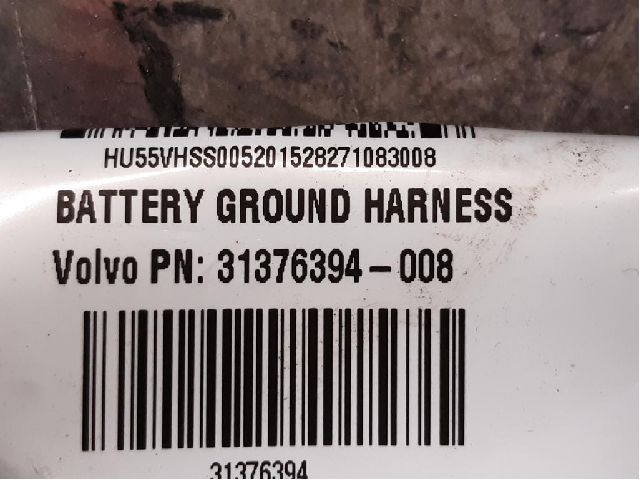 HU55VHSS005201528271083008
BATTERY GROUND HARNESS
Volvo PN: 31376394-008
31376394